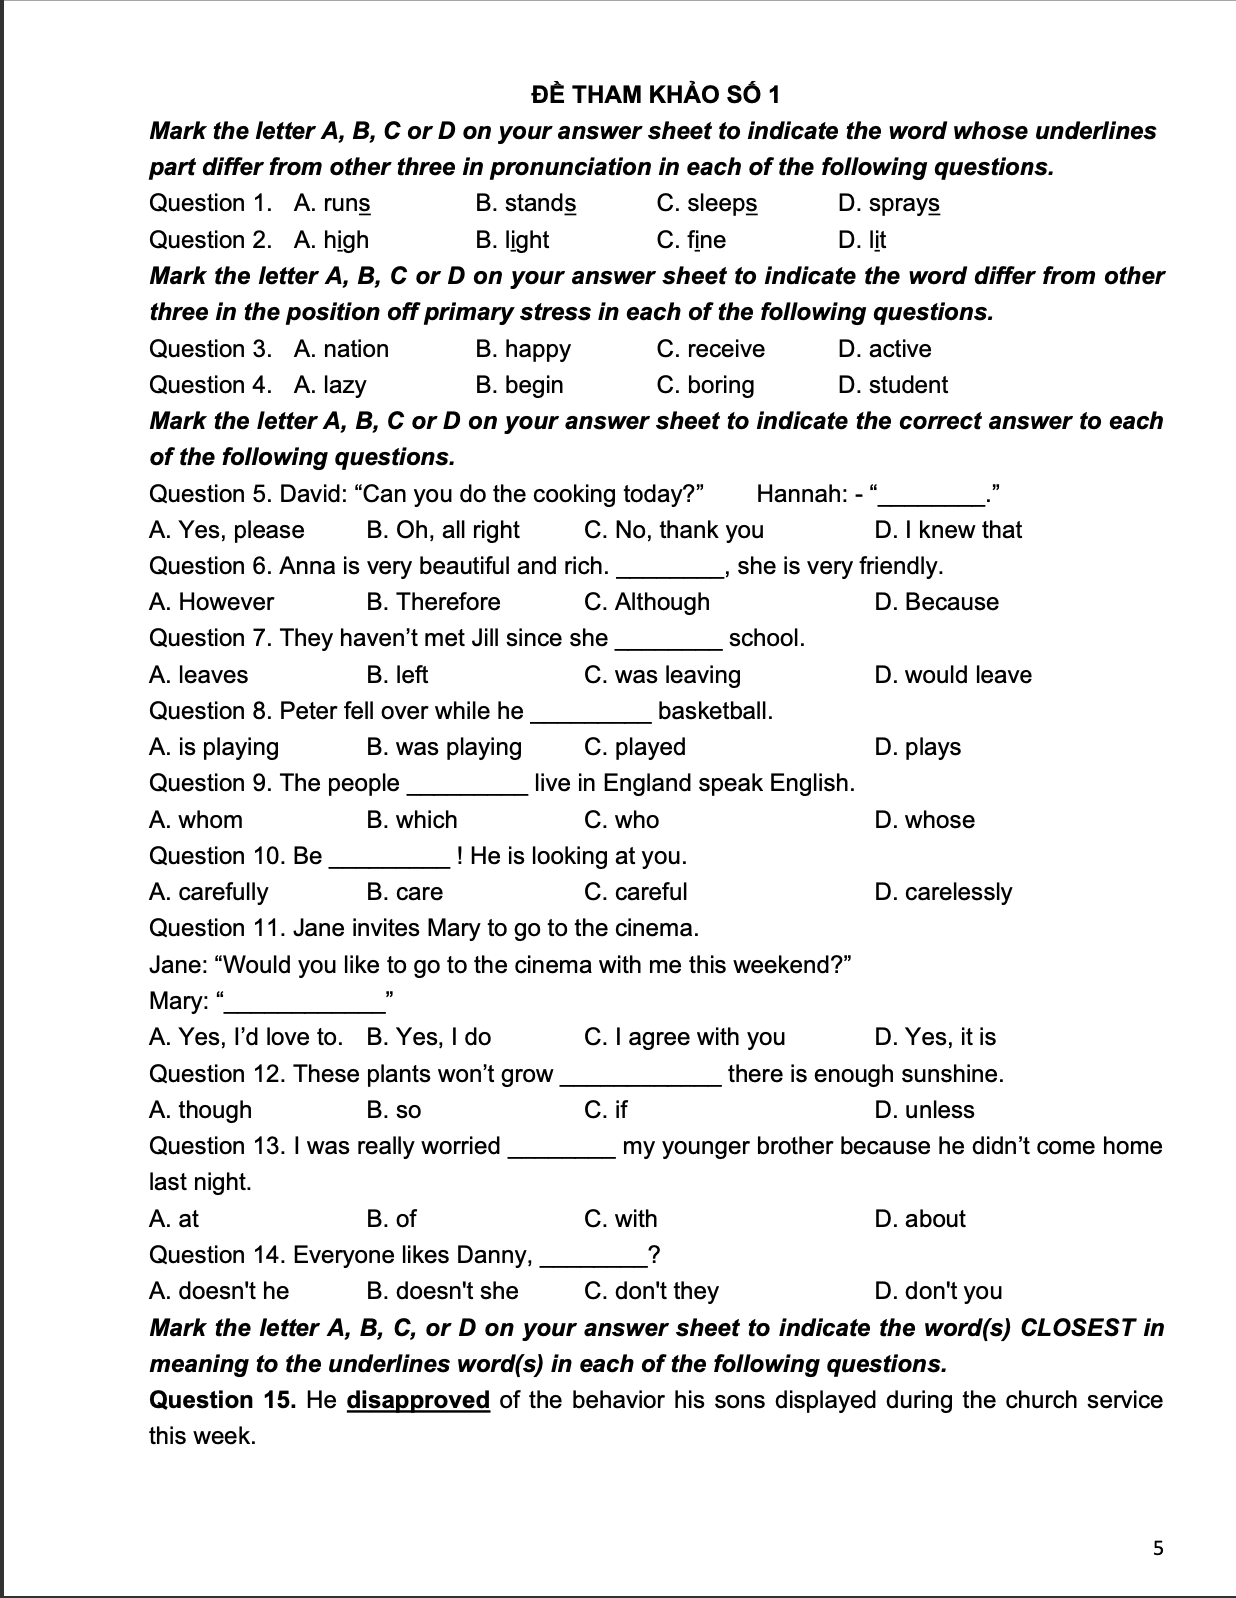 ĐỀ THAM KHẢO SỐ 1
Mark the letter A, B, C or D on your answer sheet to indicate the word whose underlines
part differ from other three in pronunciation in each of the following questions.
Question 1. A. runs B. stands C. sleeps D. sprays
Question 2. A. high B. light C. fine D. lit
Mark the letter A, B, C or D on your answer sheet to indicate the word differ from other
three in the position off primary stress in each of the following questions.
Question 3. A. nation B. happy C. receive D. active
Question 4. A. lazy B. begin C. boring D. student
Mark the letter A, B, C or D on your answer sheet to indicate the correct answer to each
of the following questions.
Question 5. David: “Can you do the cooking today?” Hannah: - “________.”
A. Yes, please B. Oh, all right C. No, thank you D. I knew that
Question 6. Anna is very beautiful and rich. ________, she is very friendly.
A. However B. Therefore C. Although D. Because
Question 7. They haven’t met Jill since she ________ school.
A. leaves B. left C. was leaving D. would leave
Question 8. Peter fell over while he _________ basketball.
A. is playing B. was playing C. played D. plays
Question 9. The people _________ live in England speak English.
A. whom B. which C. who D. whose
Question 10. Be _________ ! He is looking at you.
A. carefully B. care C. careful D. carelessly
Question 11. Jane invites Mary to go to the cinema.
Jane: “Would you like to go to the cinema with me this weekend?”
Mary: “____________”
A. Yes, I’d love to. B. Yes, I do C. I agree with you D. Yes, it is
Question 12. These plants won’t grow ____________ there is enough sunshine.
A. though B. so C. if D. unless
Question 13. I was really worried ________ my younger brother because he didn’t come home
last night.
A. at B. of C. with D. about
Question 14. Everyone likes Danny, ________?
A. doesn't he B. doesn't she C. don't they D. don't you
Mark the letter A, B, C, or D on your answer sheet to indicate the word(s) CLOSEST in
meaning to the underlines word(s) in each of the following questions.
Question 15. He disapproved of the behavior his sons displayed during the church service
this week.
5